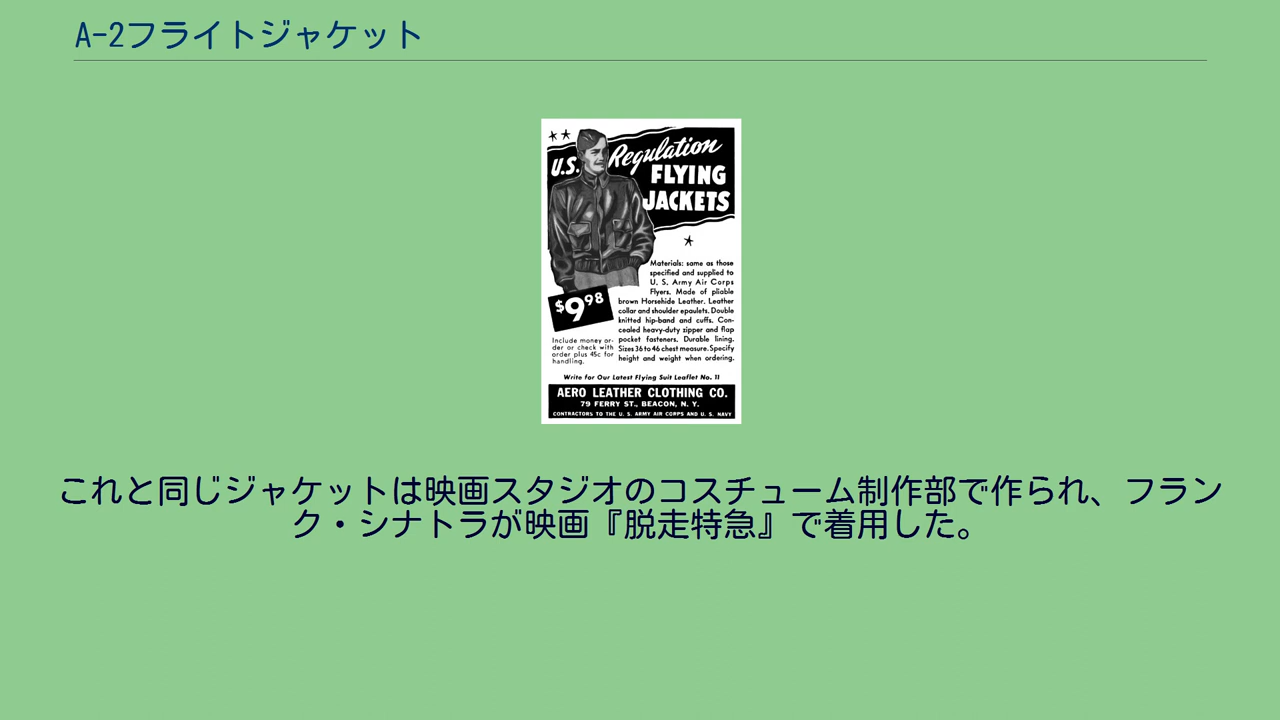 A-2フライトジャケット
U.S. Regulation
FLYING
JACKETS
Materials: same as those
specified and supplied to
U. S. Army Air Corps
Flyers. Made of pliable
brown Horsehide Leather. Leather
collar and shoulder epaulets. Double
knitted hip-band and cuffs. Con-
cealed heavy-duty zipper and flap
pocket fasteners. Durable lining.
Sizes 36 to 46 chest measure. Specify
height and weight when ordering.
$9.98
Include money or-
der or check with
order plus 45c for
handling.
Write for Our Latest Flying Suit Leaflet No. 11
AERO LEATHER CLOTHING CO.
79 FERRY ST., BEACON, N. Y.
CONTRACTORS TO THE U. S. ARMY AIR CORPS AND U. S. NAVY
これと同じジャケットは映画スタジオのコスチューム制作部で作られ、フラン
ク・シナトラが映画『脱走特急』で着用した。